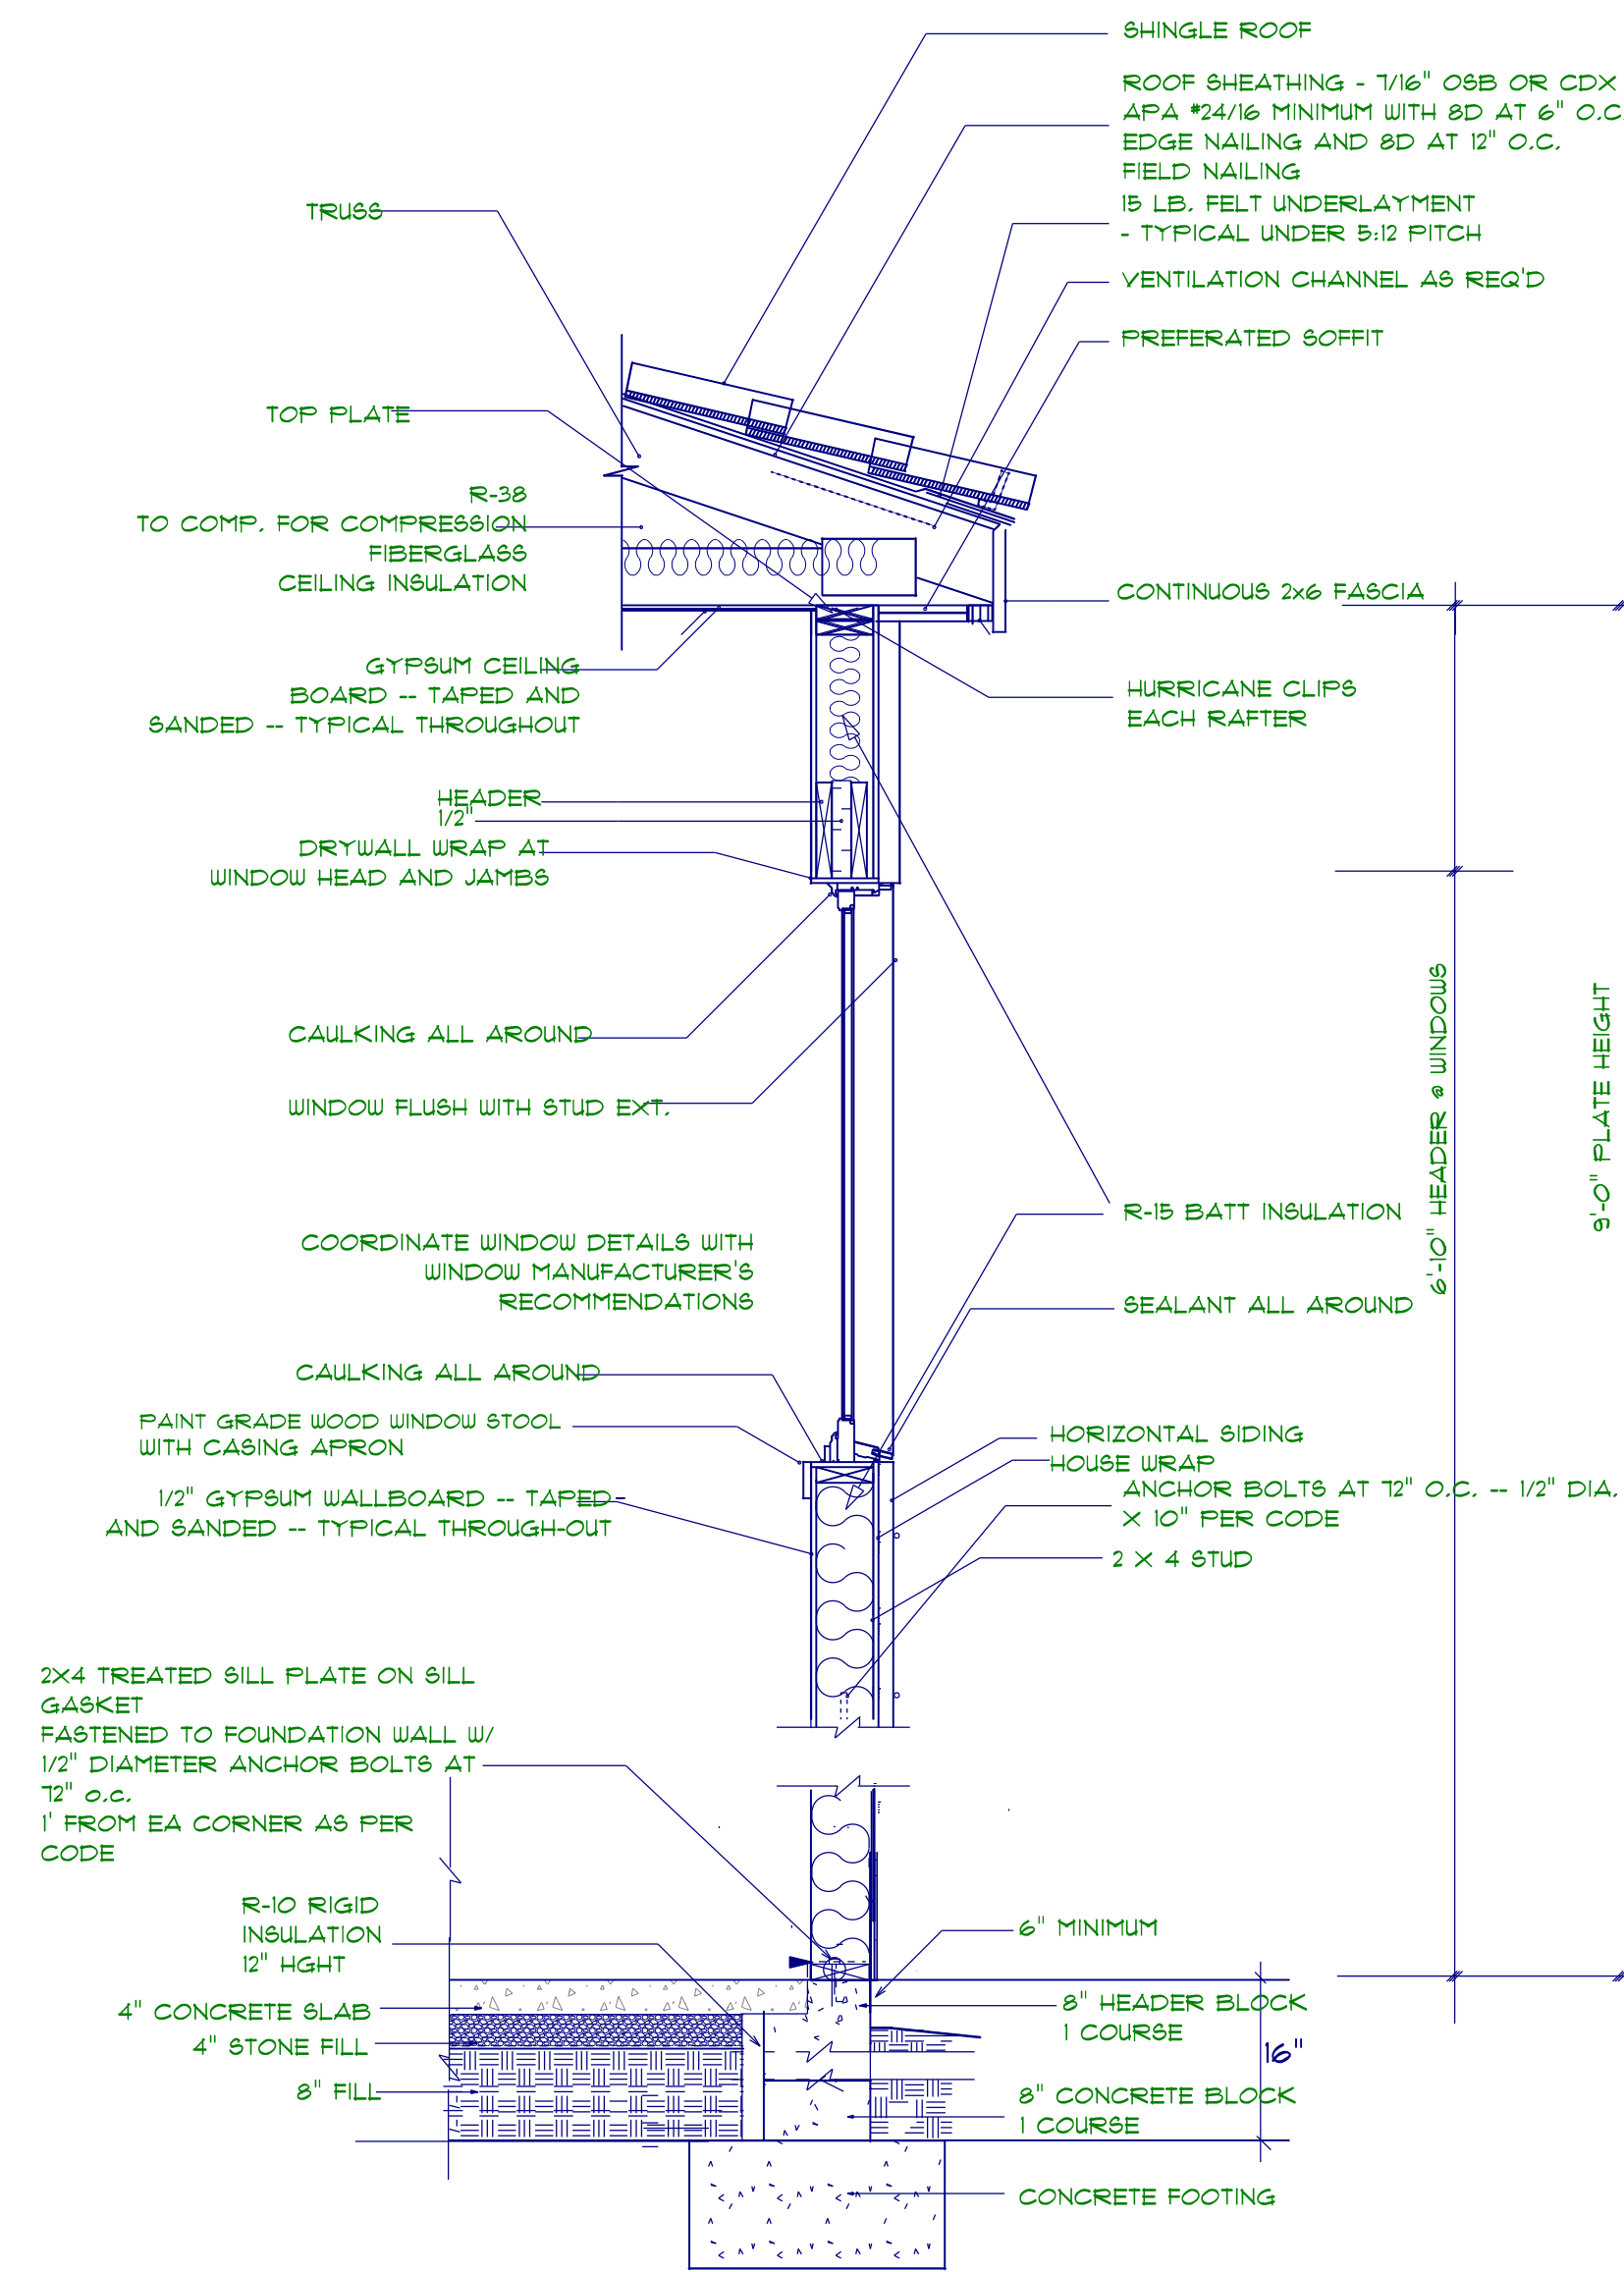 SHINGLE ROOF
ROOF SHEATHING - 7/16" OSB OR CDX
APA #24/16 MINIMUM WITH 8D AT 6" O.C
EDGE NAILING AND 8D AT 12" O.C.
FIELD NAILING
15 LB. FELT UNDERLAYMENT
- TYPICAL UNDER 5:12 PITCH
TRUSS
VENTILATION CHANNEL AS REQ'D
PREFERATED SOFFIT
TOP PLATE
R-38
TO COMP. FOR COMPRESSION
FIBERGLASS
CEILING INSULATION
CONTINUOUS 2x6 FASCIA
GYPSUM CEILING
BOARD -- TAPED AND
SANDED -- TYPICAL THROUGHOUT
HURRICANE CLIPS
EACH RAFTER
HEADER
1/2"
DRYWALL WRAP AT
WINDOW HEAD AND JAMBS
CAULKING ALL AROUND
WINDOW FLUSH WITH STUD EXT.
6'-10" HEADER @ WINDOWS
9'-0" PLATE HEIGHT
R-15 BATT INSULATION
COORDINATE WINDOW DETAILS WITH
WINDOW MANUFACTURER'S
RECOMMENDATIONS
SEALANT ALL AROUND
CAULKING ALL AROUND
PAINT GRADE WOOD WINDOW STOOL
WITH CASING APRON
HORIZONTAL SIDING
HOUSE WRAP
1/2" GYPSUM WALLBOARD -- TAPED
AND SANDED -- TYPICAL THROUGH-OUT
ANCHOR BOLTS AT 72" O.C. -- 1/2" DIA.
X 10" PER CODE
2 X 4 STUD
2X4 TREATED SILL PLATE ON SILL
GASKET
FASTENED TO FOUNDATION WALL W/
1/2" DIAMETER ANCHOR BOLTS AT
72" o.c.
1' FROM EA CORNER AS PER
CODE
R-10 RIGID
INSULATION
12" HGHT
6" MINIMUM
4" CONCRETE SLAB
8" HEADER BLOCK
1 COURSE
4" STONE FILL
16"
8" FILL
8" CONCRETE BLOCK
1 COURSE
CONCRETE FOOTING